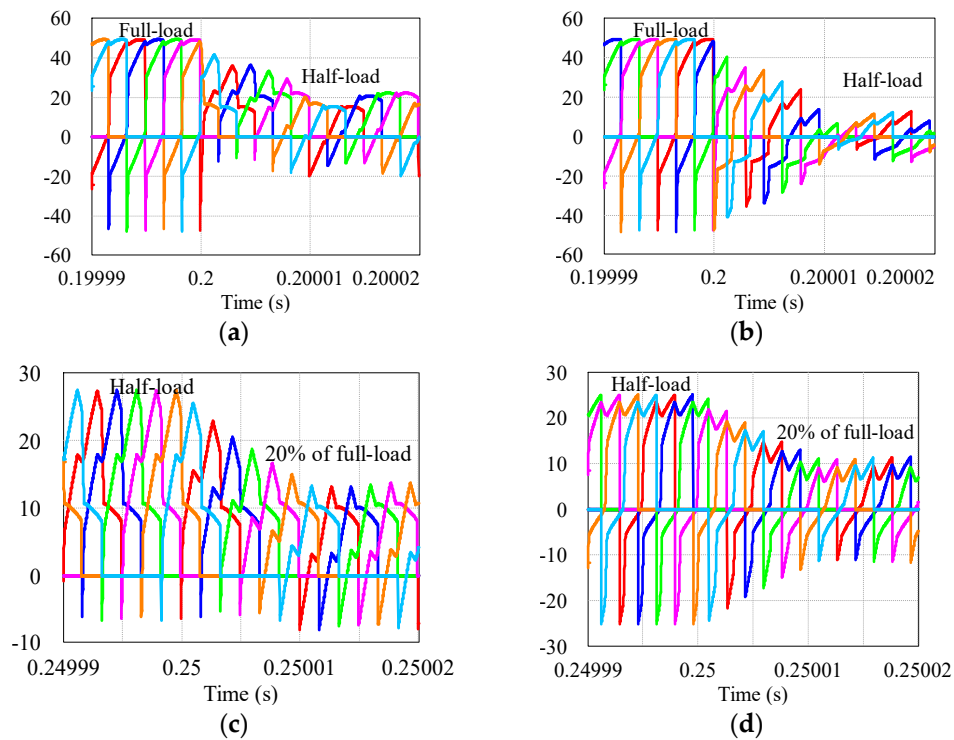 60
40
20
0
-20
-40
-60
Full-load
Half-load
0.19999
0.2
0.20001
0.20002
Time (s)
(a)
60
40
20
0
-20
-40
-60
Full-load
Half-load
0.19999
0.2
0.20001
0.20002
Time (s)
(b)
30
20
10
0
-10
Half-load
20% of full-load
0.24999
0.25
0.25001
0.25002
Time (s)
(c)
30
20
10
0
-10
-20
-30
Half-load
20% of full-load
0.24999
0.25
0.25001
0.25002
Time (s)
(d)